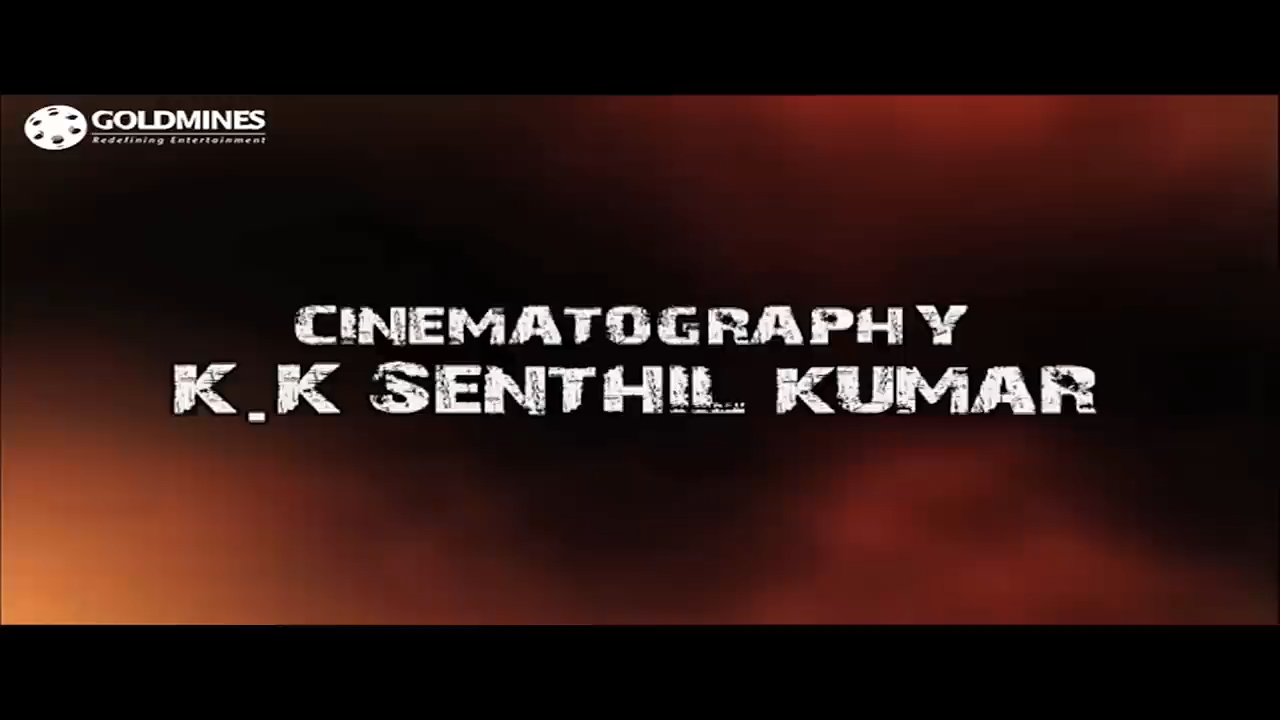 GOLDMINES
Redefining Entertainment
CINEMATOGRAPHY
K.K SENTHIL KUMAR